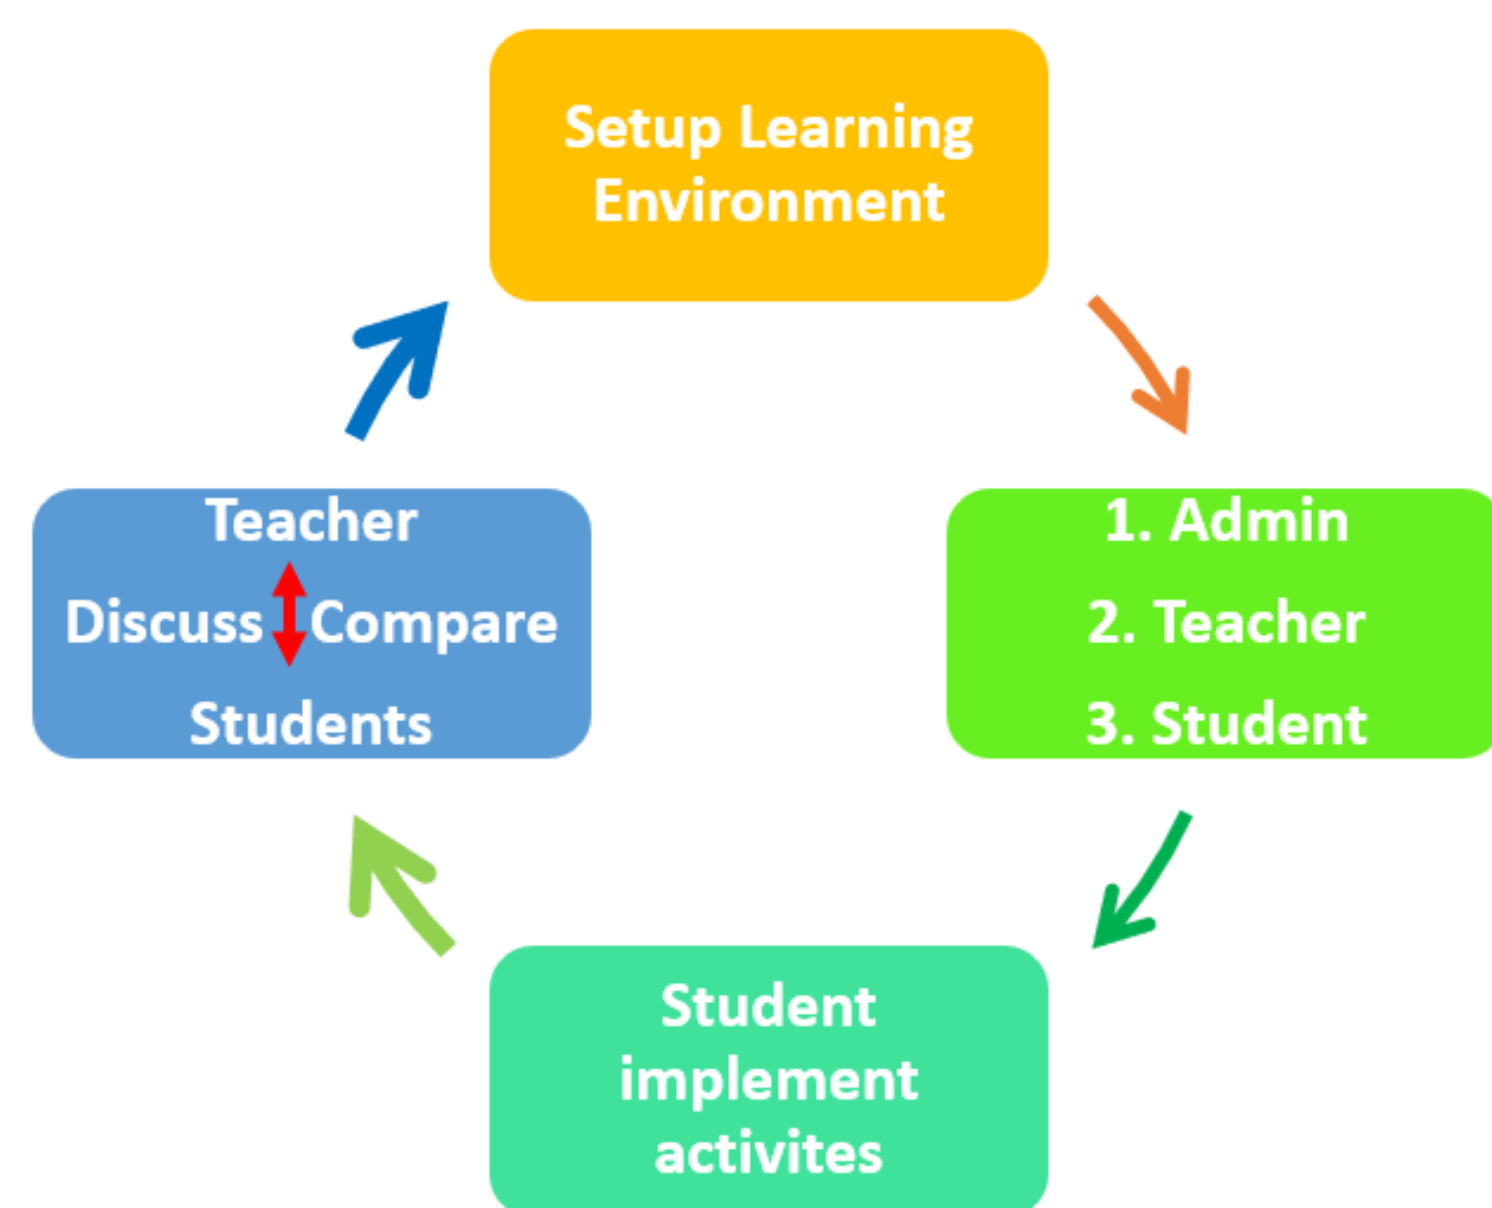 Setup Learning
Environment
1. Admin
2. Teacher
3. Student
Student
implement
activites
Teacher
Discuss Compare
Students